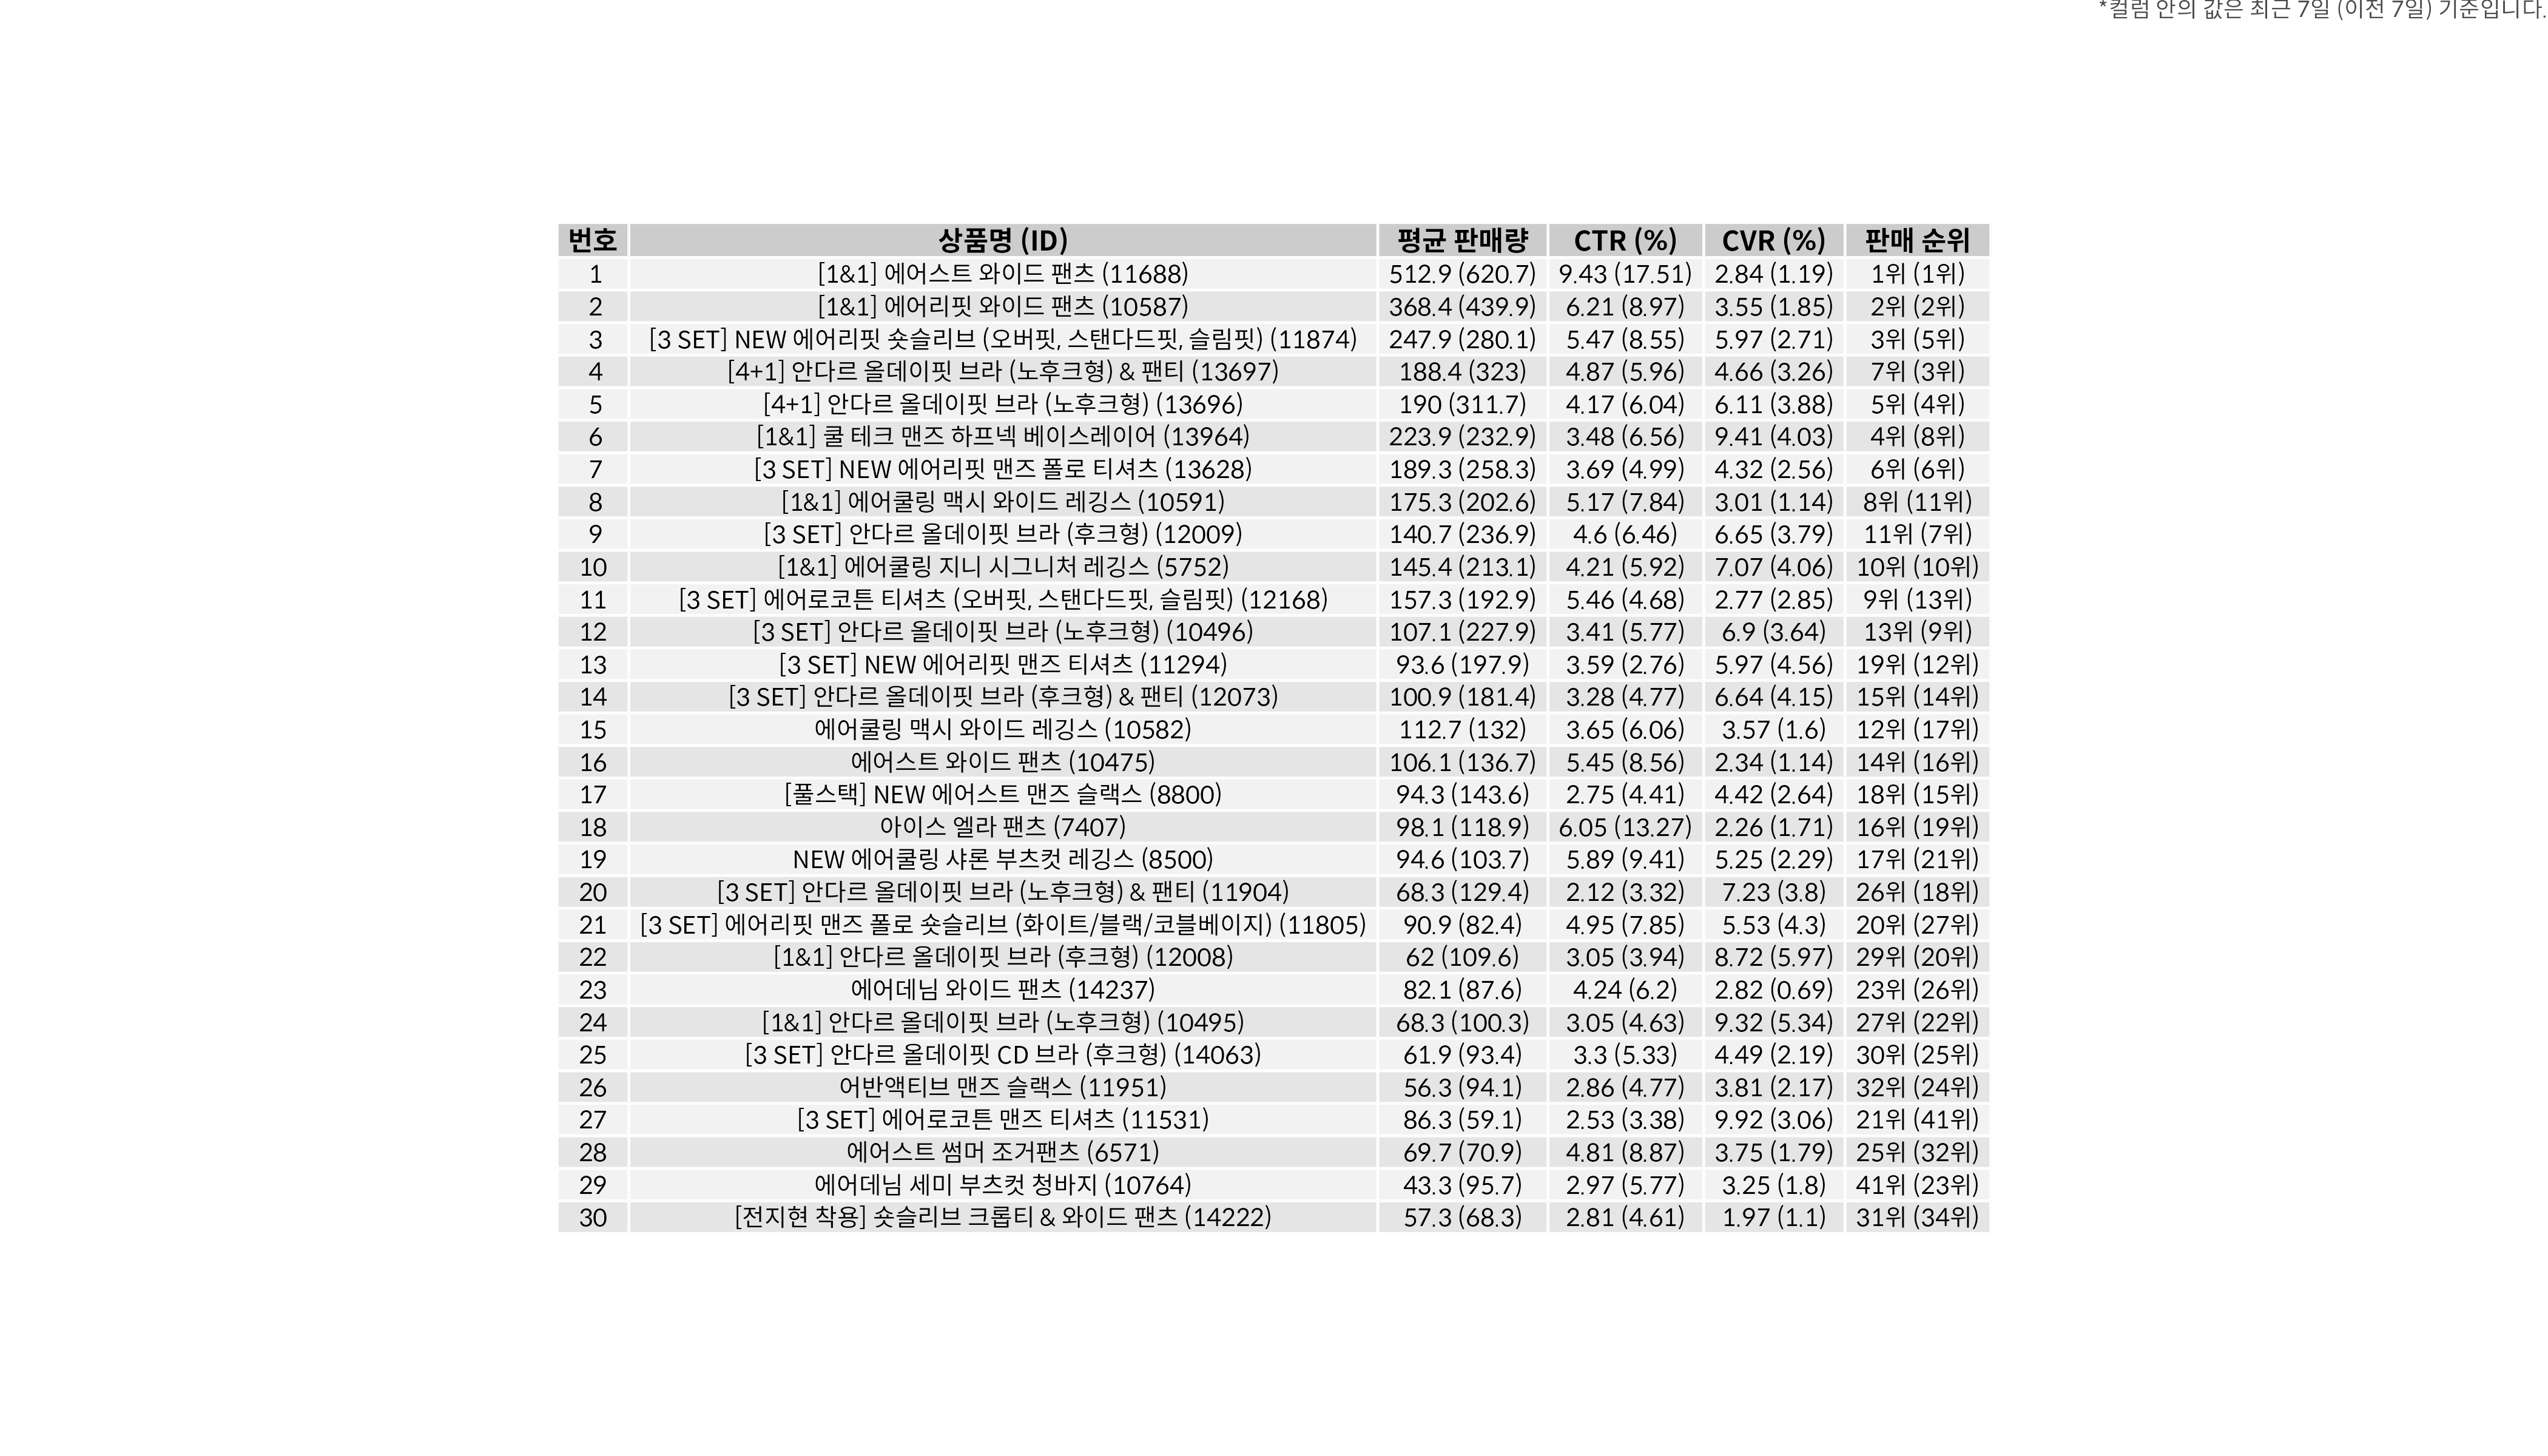 *컬럼 안의 값은 최근 7일 (이전 7일) 기준입니다.
번호 상품명 (ID) 평균 판매량 CTR (%) CVR (%) 판매 순위
1 [1&1] 에어스트 와이드 팬츠 (11688) 512.9 (620.7) 9.43 (17.51) 2.84 (1.19) 1위 (1위)
2 [1&1] 에어리핏 와이드 팬츠 (10587) 368.4 (439.9) 6.21 (8.97) 3.55 (1.85) 2위 (2위)
3 [3 SET] NEW 에어리핏 숏슬리브 (오버핏, 스탠다드핏, 슬림핏) (11874) 247.9 (280.1) 5.47 (8.55) 5.97 (2.71) 3위 (5위)
4 [4+1] 안다르 올데이핏 브라 (노후크형) & 팬티 (13697) 188.4 (323) 4.87 (5.96) 4.66 (3.26) 7위 (3위)
5 [4+1] 안다르 올데이핏 브라 (노후크형) (13696) 190 (311.7) 4.17 (6.04) 6.11 (3.88) 5위 (4위)
6 [1&1] 쿨 테크 맨즈 하프넥 베이스레이어 (13964) 223.9 (232.9) 3.48 (6.56) 9.41 (4.03) 4위 (8위)
7 [3 SET] NEW 에어리핏 맨즈 폴로 티셔츠 (13628) 189.3 (258.3) 3.69 (4.99) 4.32 (2.56) 6위 (6위)
8 [1&1] 에어쿨링 맥시 와이드 레깅스 (10591) 175.3 (202.6) 5.17 (7.84) 3.01 (1.14) 8위 (11위)
9 [3 SET] 안다르 올데이핏 브라 (후크형) (12009) 140.7 (236.9) 4.6 (6.46) 6.65 (3.79) 11위 (7위)
10 [1&1] 에어쿨링 지니 시그니처 레깅스 (5752) 145.4 (213.1) 4.21 (5.92) 7.07 (4.06) 10위 (10위)
11 [3 SET] 에어로코튼 티셔츠 (오버핏, 스탠다드핏, 슬림핏) (12168) 157.3 (192.9) 5.46 (4.68) 2.77 (2.85) 9위 (13위)
12 [3 SET] 안다르 올데이핏 브라 (노후크형) (10496) 107.1 (227.9) 3.41 (5.77) 6.9 (3.64) 13위 (9위)
13 [3 SET] NEW 에어리핏 맨즈 티셔츠 (11294) 93.6 (197.9) 3.59 (2.76) 5.97 (4.56) 19위 (12위)
14 [3 SET] 안다르 올데이핏 브라 (후크형) & 팬티 (12073) 100.9 (181.4) 3.28 (4.77) 6.64 (4.15) 15위 (14위)
15 에어쿨링 맥시 와이드 레깅스 (10582) 112.7 (132) 3.65 (6.06) 3.57 (1.6) 12위 (17위)
16 에어스트 와이드 팬츠 (10475) 106.1 (136.7) 5.45 (8.56) 2.34 (1.14) 14위 (16위)
17 [풀스택] NEW 에어스트 맨즈 슬랙스 (8800) 94.3 (143.6) 2.75 (4.41) 4.42 (2.64) 18위 (15위)
18 아이스 엘라 팬츠 (7407) 98.1 (118.9) 6.05 (13.27) 2.26 (1.71) 16위 (19위)
19 NEW 에어쿨링 샤론 부츠컷 레깅스 (8500) 94.6 (103.7) 5.89 (9.41) 5.25 (2.29) 17위 (21위)
20 [3 SET] 안다르 올데이핏 브라 (노후크형) & 팬티 (11904) 68.3 (129.4) 2.12 (3.32) 7.23 (3.8) 26위 (18위)
21 [3 SET] 에어리핏 맨즈 폴로 숏슬리브 (화이트/블랙/코블베이지) (11805) 90.9 (82.4) 4.95 (7.85) 5.53 (4.3) 20위 (27위)
22 [1&1] 안다르 올데이핏 브라 (후크형) (12008) 62 (109.6) 3.05 (3.94) 8.72 (5.97) 29위 (20위)
23 에어데님 와이드 팬츠 (14237) 82.1 (87.6) 4.24 (6.2) 2.82 (0.69) 23위 (26위)
24 [1&1] 안다르 올데이핏 브라 (노후크형) (10495) 68.3 (100.3) 3.05 (4.63) 9.32 (5.34) 27위 (22위)
25 [3 SET] 안다르 올데이핏 CD 브라 (후크형) (14063) 61.9 (93.4) 3.3 (5.33) 4.49 (2.19) 30위 (25위)
26 어반액티브 맨즈 슬랙스 (11951) 56.3 (94.1) 2.86 (4.77) 3.81 (2.17) 32위 (24위)
27 [3 SET] 에어로코튼 맨즈 티셔츠 (11531) 86.3 (59.1) 2.53 (3.38) 9.92 (3.06) 21위 (41위)
28 에어스트 썸머 조거팬츠 (6571) 69.7 (70.9) 4.81 (8.87) 3.75 (1.79) 25위 (32위)
29 에어데님 세미 부츠컷 청바지 (10764) 43.3 (95.7) 2.97 (5.77) 3.25 (1.8) 41위 (23위)
30 [전지현 착용] 숏슬리브 크롭티 & 와이드 팬츠 (14222) 57.3 (68.3) 2.81 (4.61) 1.97 (1.1) 31위 (34위)